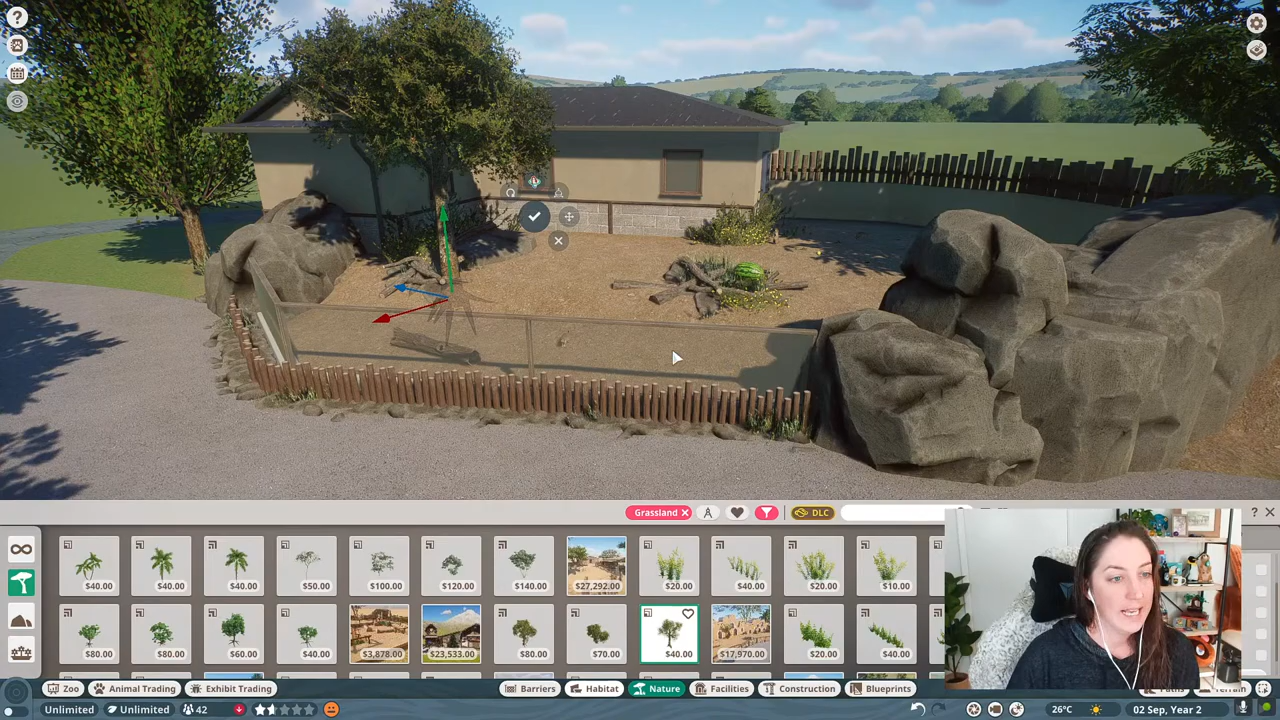 Grassland ✕
DLC
? ✕
$40.00 $40.00 $40.00 $50.00 $100.00 $120.00 $140.00 $27,292.00 $20.00 $40.00 $20.00 $10.00
$80.00 $80.00 $60.00 $40.00 $3,878.00 $23,533.00 $80.00 $70.00 $40.00 $17,970.00 $20.00 $40.00
Zoo Animal Trading Exhibit Trading Barriers Habitat Nature Facilities Construction Blueprints Paths Terrain
Unlimited Unlimited 42 26°C 02 Sep, Year 2